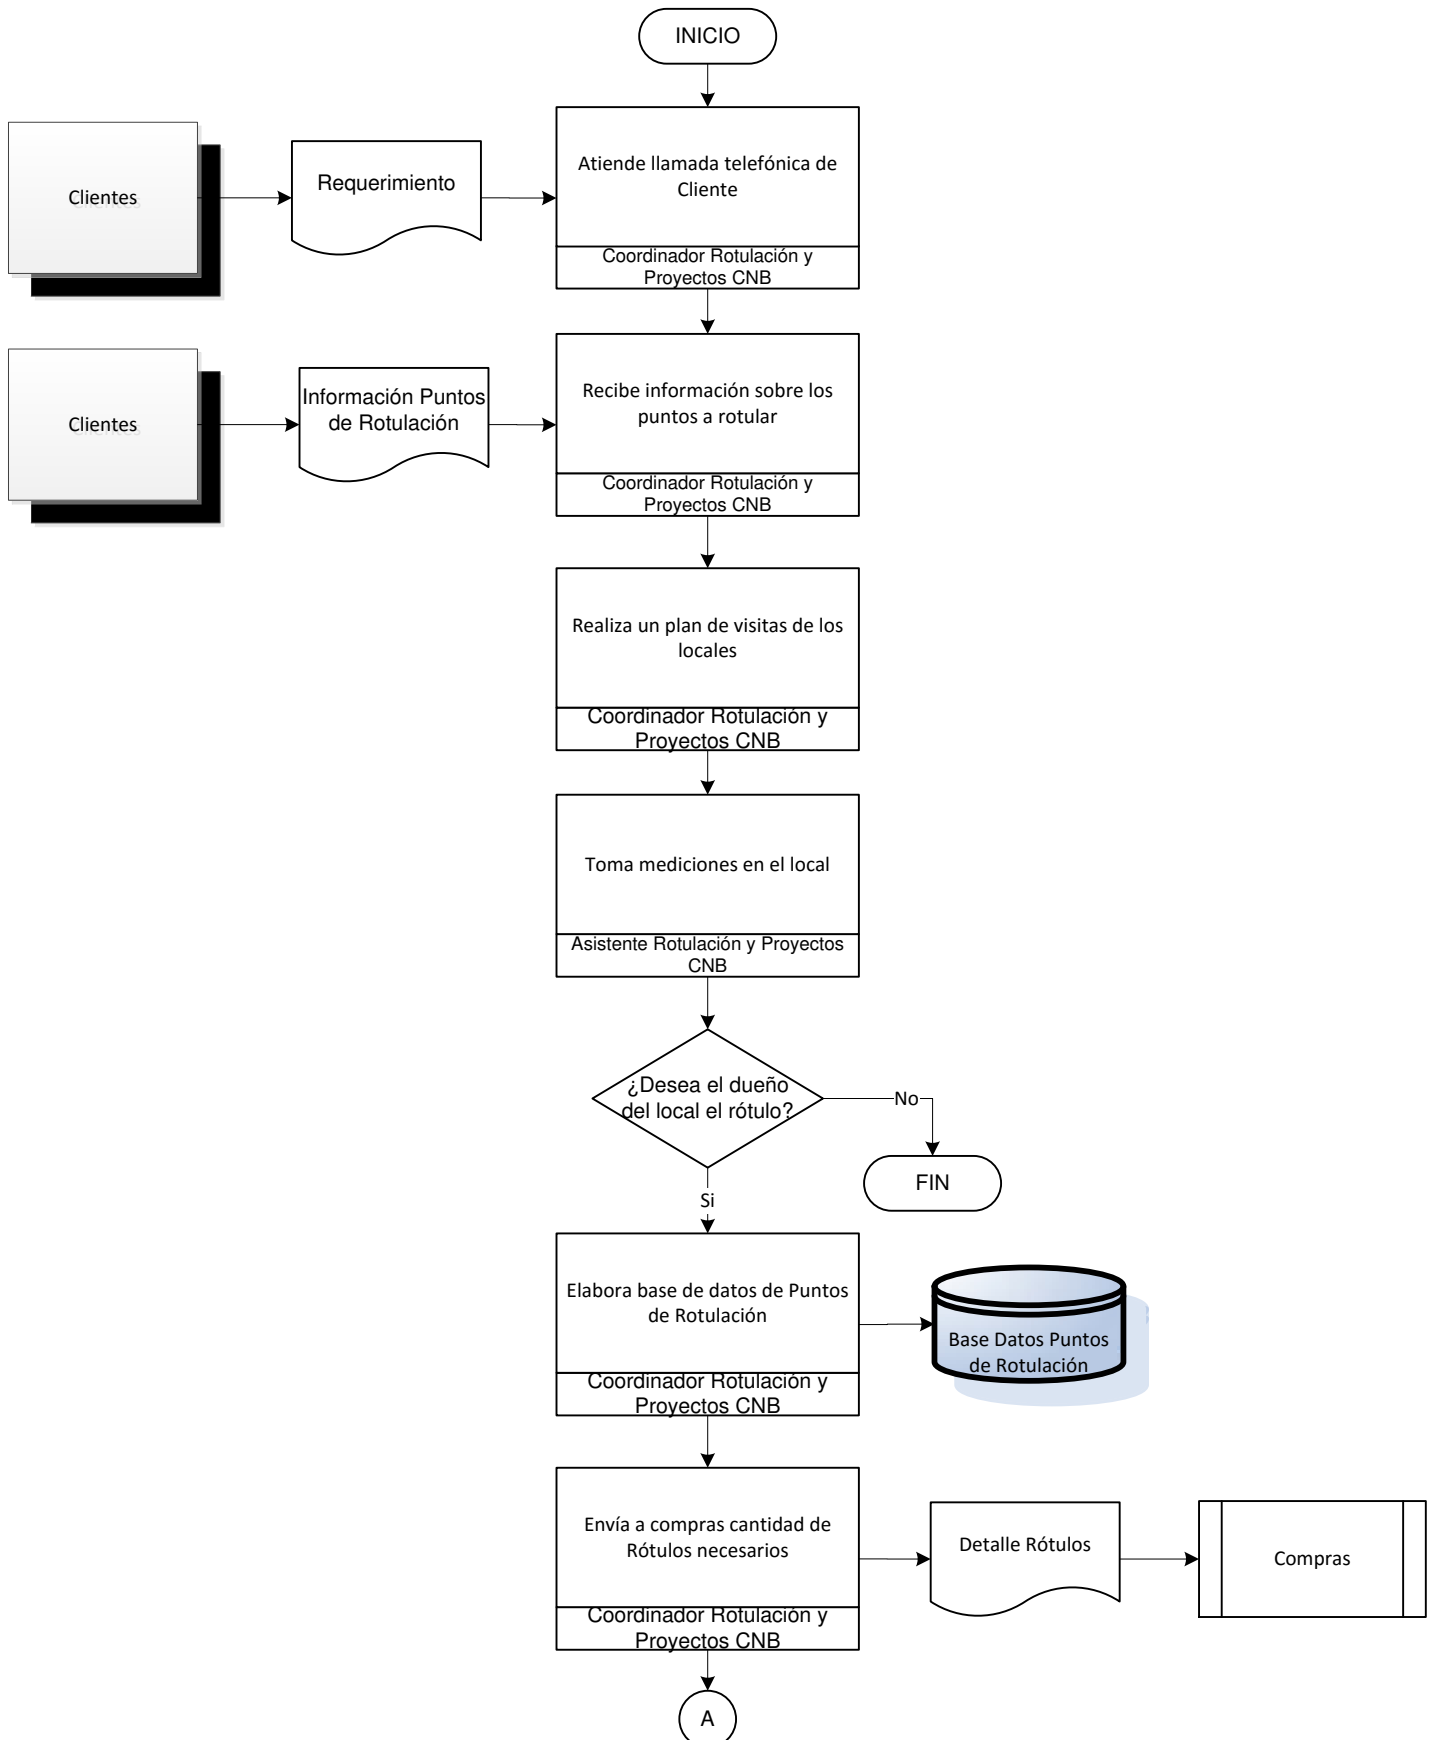 INICIO
Clientes
Requerimiento
Atiende llamada telefónica de
Cliente
Coordinador Rotulación y
Proyectos CNB
Clientes
Información Puntos
de Rotulación
Recibe información sobre los
puntos a rotular
Coordinador Rotulación y
Proyectos CNB
Realiza un plan de visitas de los
locales
Coordinador Rotulación y
Proyectos CNB
Toma mediciones en el local
Asistente Rotulación y Proyectos
CNB
¿Desea el dueño
del local el rótulo?
No
FIN
Si
Elabora base de datos de Puntos
de Rotulación
Coordinador Rotulación y
Proyectos CNB
Base Datos Puntos
de Rotulación
Envía a compras cantidad de
Rótulos necesarios
Coordinador Rotulación y
Proyectos CNB
Detalle Rótulos
Compras
A